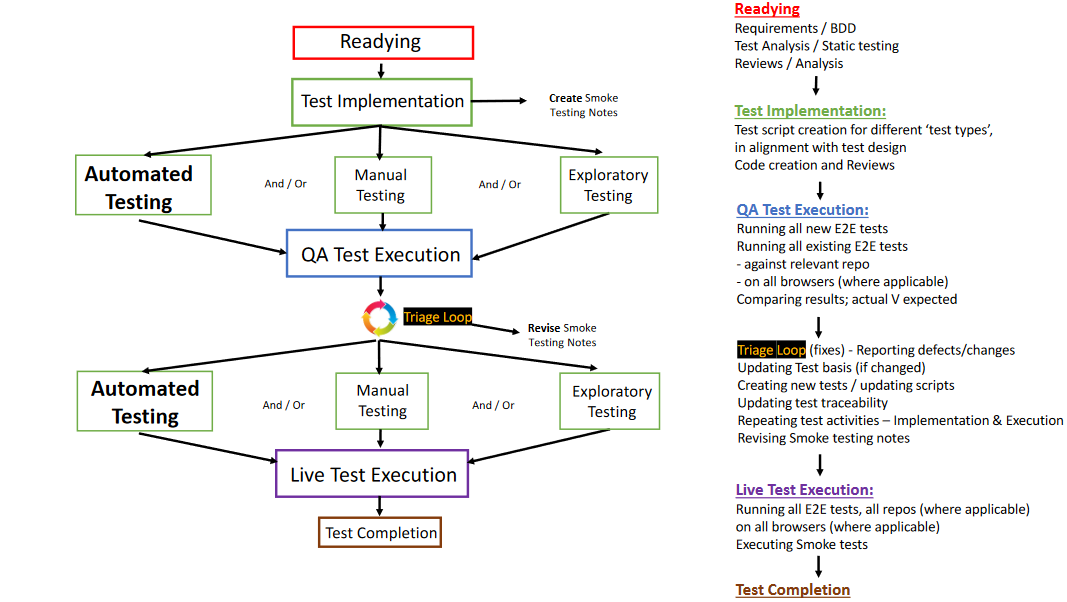 Readying
Test Implementation
Create Smoke
Testing Notes
Automated
Testing
And / Or
Manual
Testing
And / Or
Exploratory
Testing
QA Test Execution
Triage Loop
Revise Smoke
Testing Notes
Automated
Testing
And / Or
Manual
Testing
And / Or
Exploratory
Testing
Live Test Execution
Test Completion
Readying
Requirements / BDD
Test Analysis / Static testing
Reviews / Analysis
Test Implementation:
Test script creation for different ‘test types’,
in alignment with test design
Code creation and Reviews
QA Test Execution:
Running all new E2E tests
Running all existing E2E tests
- against relevant repo
- on all browsers (where applicable)
Comparing results; actual V expected
Triage Loop (fixes) - Reporting defects/changes
Updating Test basis (if changed)
Creating new tests / updating scripts
Updating test traceability
Repeating test activities – Implementation & Execution
Revising Smoke testing notes
Live Test Execution:
Running all E2E tests, all repos (where applicable)
on all browsers (where applicable)
Executing Smoke tests
Test Completion